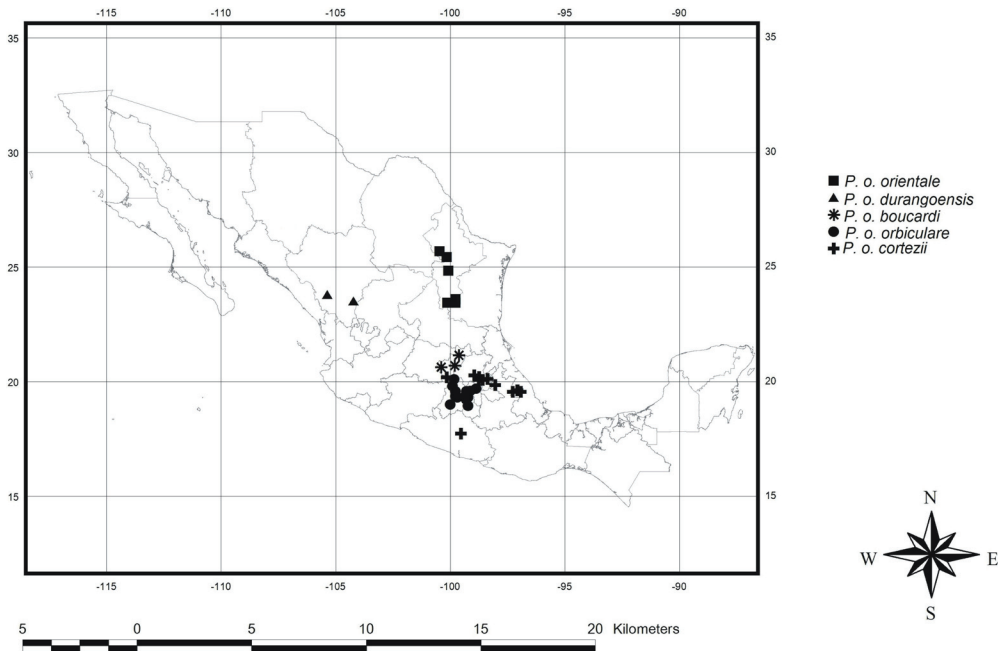 -115 -110 -105 -100 -95 -90
35 35
30 30
25 25
20 20
15 15
-115 -110 -105 -100 -95 -90
P. o. orientale
P. o. durangoensis
P. o. boucardi
P. o. orbiculare
P. o. cortezii
N
W E
S
5 0 5 10 15 20 Kilometers